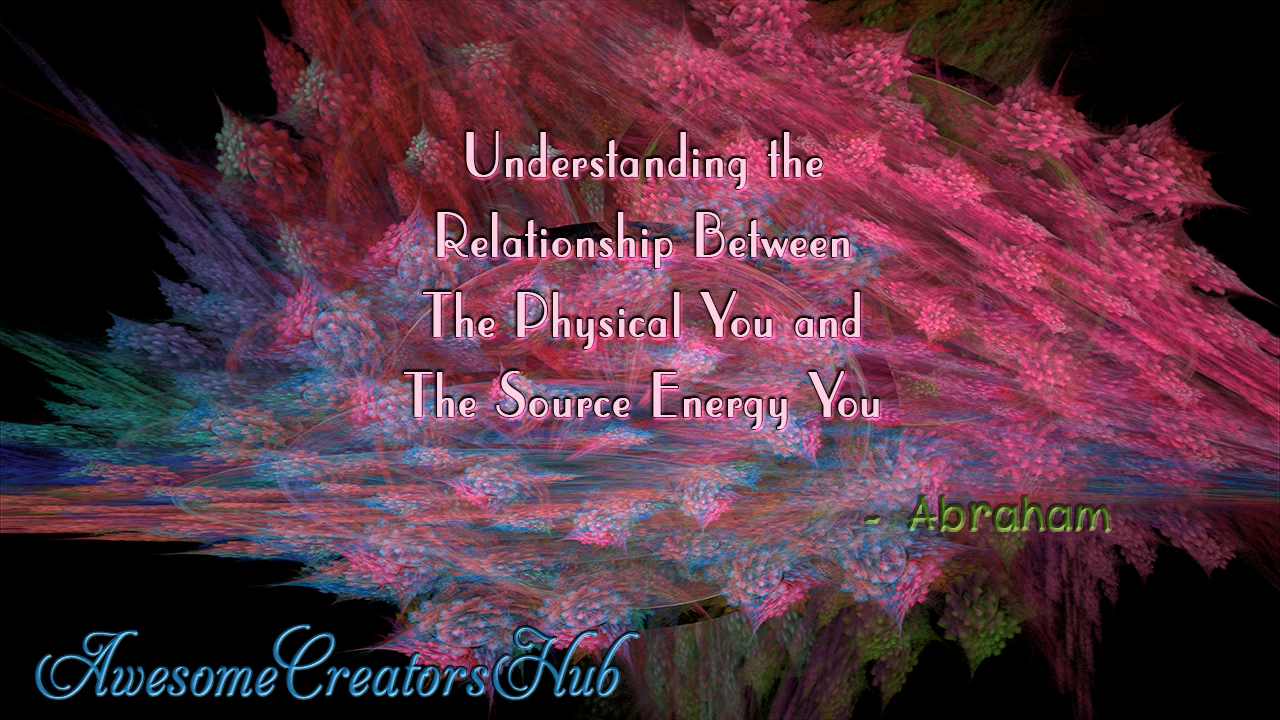 Understanding the
Relationship Between
The Physical You and
The Source Energy You
- Abraham
AwesomeCreatorsHub